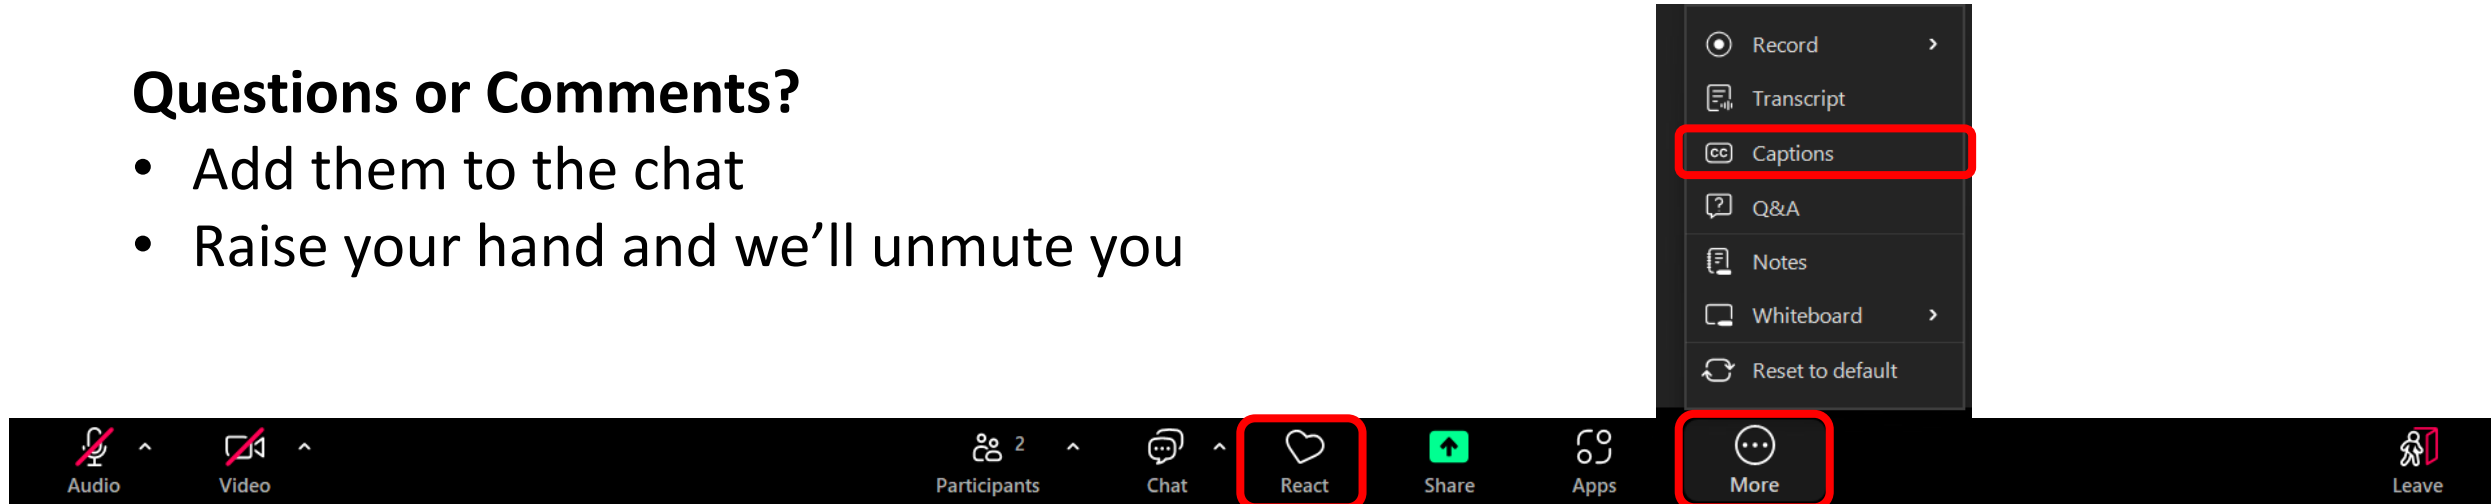 Questions or Comments?
• Add them to the chat
• Raise your hand and we’ll unmute you
Record
Transcript
CC Captions
Q&A
Notes
Whiteboard
Reset to default
Audio
Video
2
Participants
Chat
React
Share
Apps
More
Leave